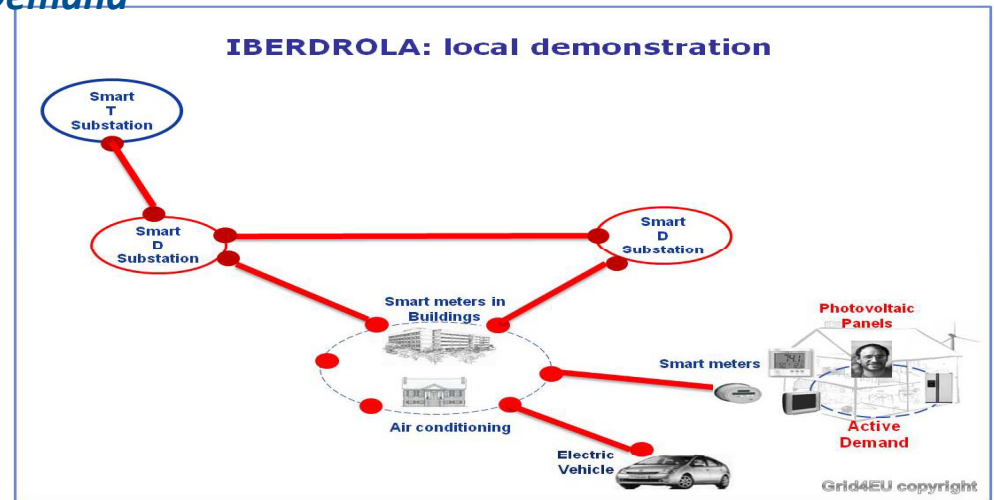 Demand
IBERDROLA: local demonstration
Smart
T
Substation
Smart
D
Substation
Smart
D
Substation
Smart meters in
Buildings
Photovoltaic
Panels
Smart meters
Air conditioning
Active
Demand
Electric
Vehicle
Grid4EU copyright